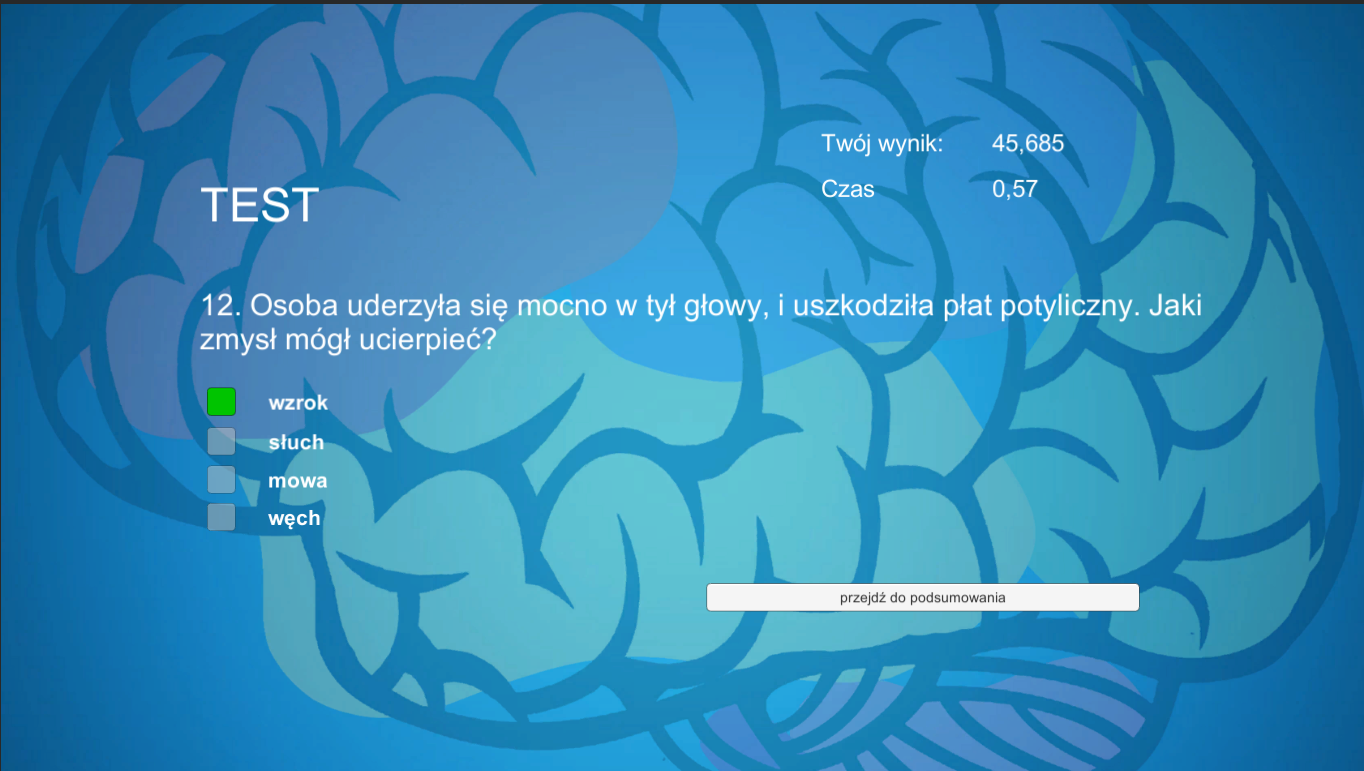 Twój wynik: 45,685
Czas 0,57
TEST
12. Osoba uderzyła się mocno w tył głowy, i uszkodziła płat potyliczny. Jaki
zmysł mógł ucierpieć?
wzrok
słuch
mowa
węch
przejdź do podsumowania